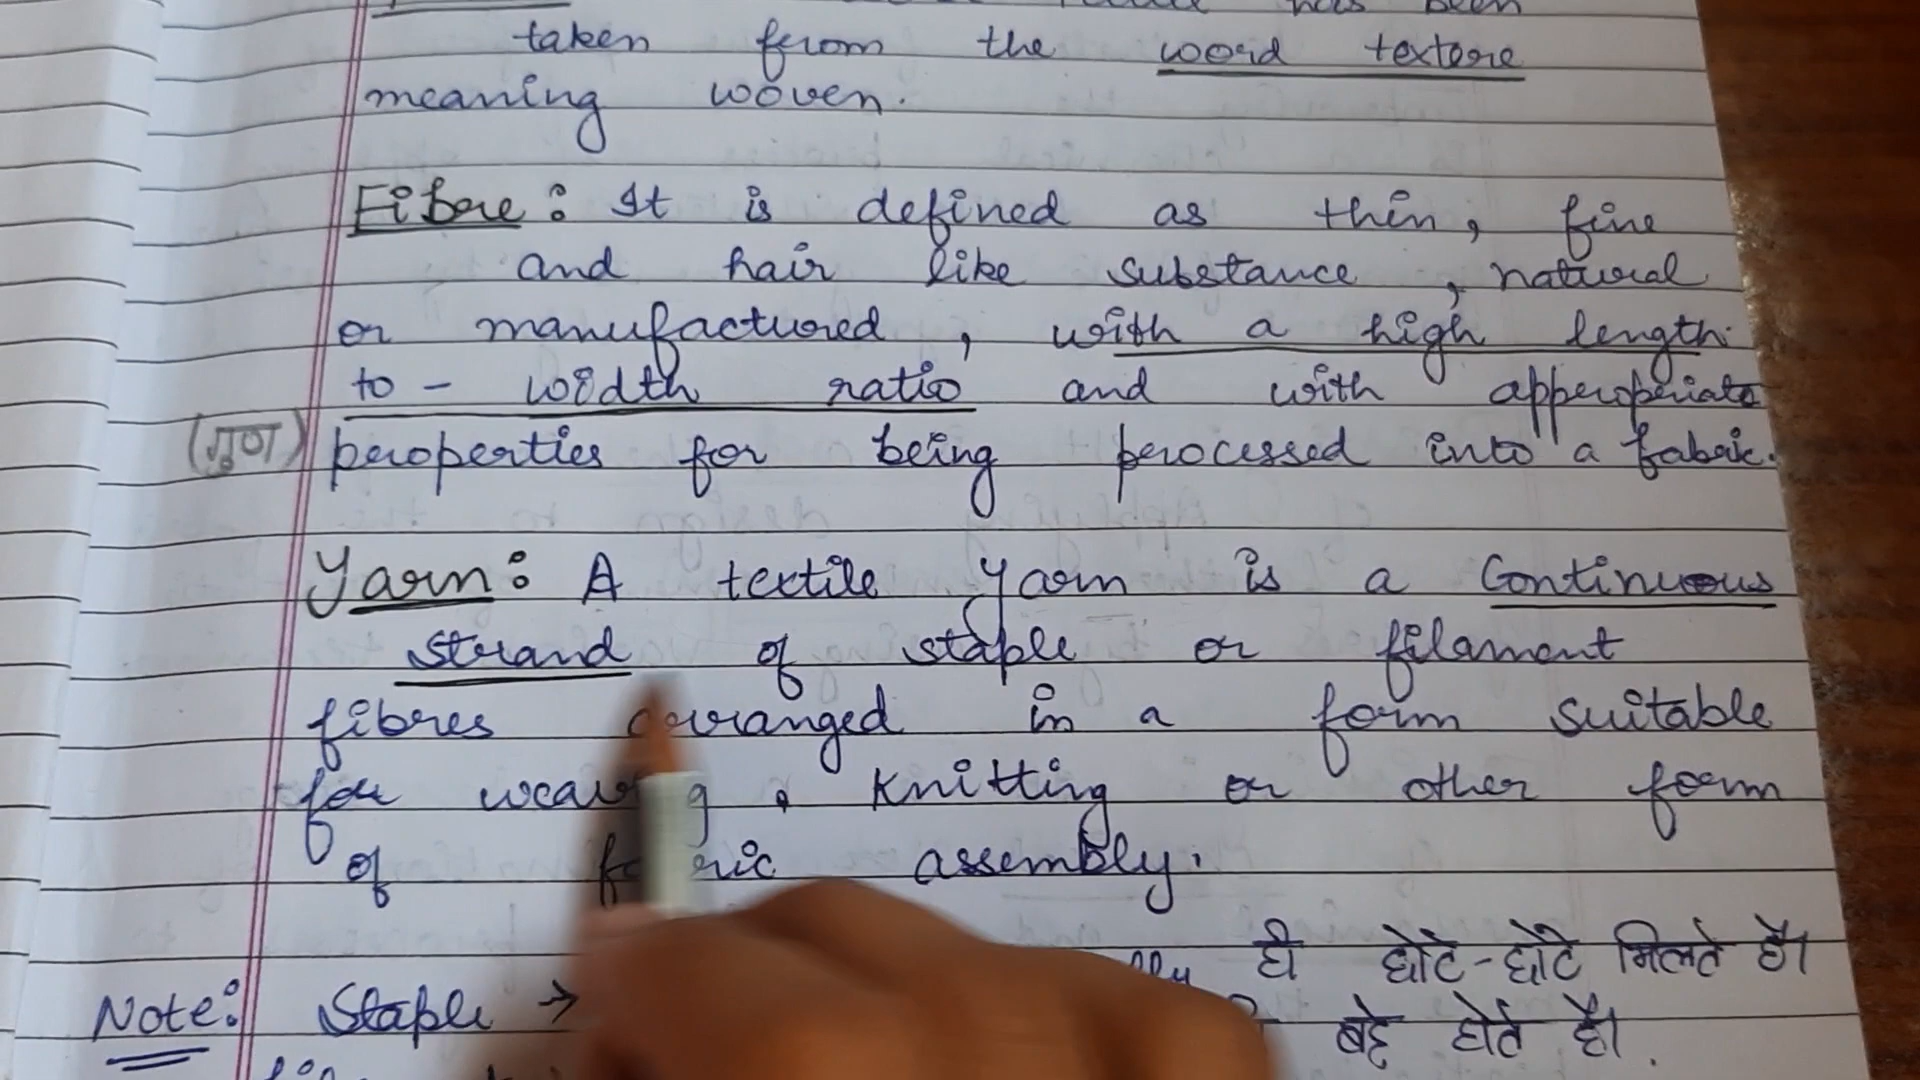 has been
taken from the word textere
meaning woven.
Fibre : It is defined as thin, fine
and hair like substance, natural
or manufactured, with a high length
to - width ratio and with appropriate
(गुण) properties for being processed into a fabric.
Yarn : A textile yarn is a Continuous
strand of staple or filament
fibres arranged in a form suitable
for weaving, Knitting or other form
of fabric assembly.
ही छोटे-छोटे मिलते है।
Note: Staple →
बड़े होते है।